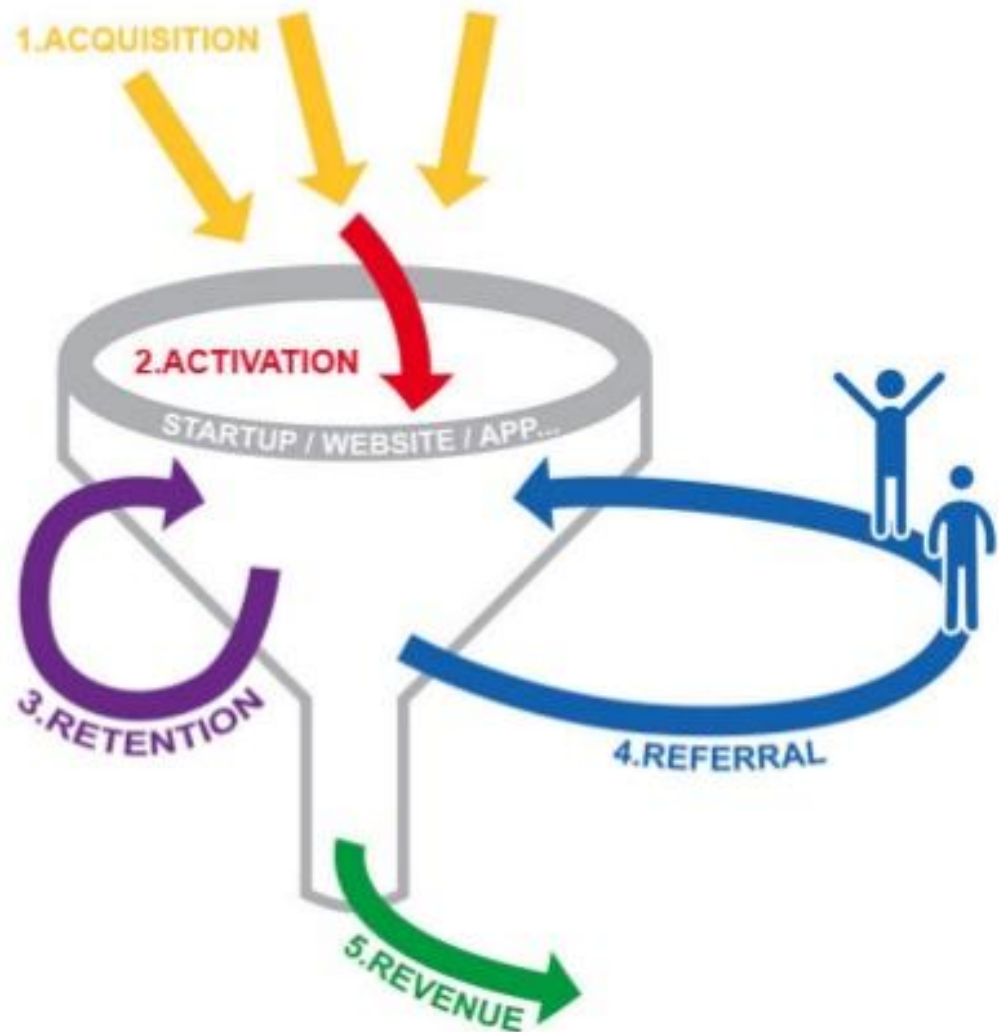 1.ACQUISITION
2.ACTIVATION
STARTUP / WEBSITE / APP...
3.RETENTION
4.REFERRAL
5.REVENUE